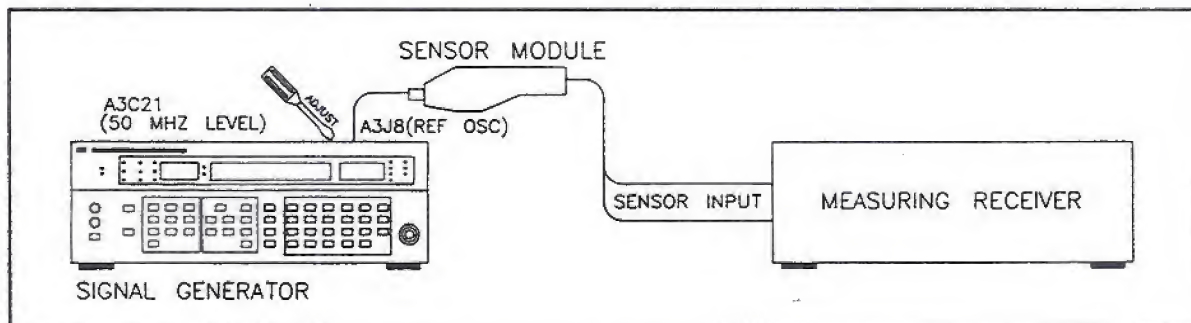 SENSOR MODULE
A3C21
(50 MHZ LEVEL)
ADJUST
A3J8(REF OSC)
SENSOR INPUT
MEASURING RECEIVER
SIGNAL GENERATOR